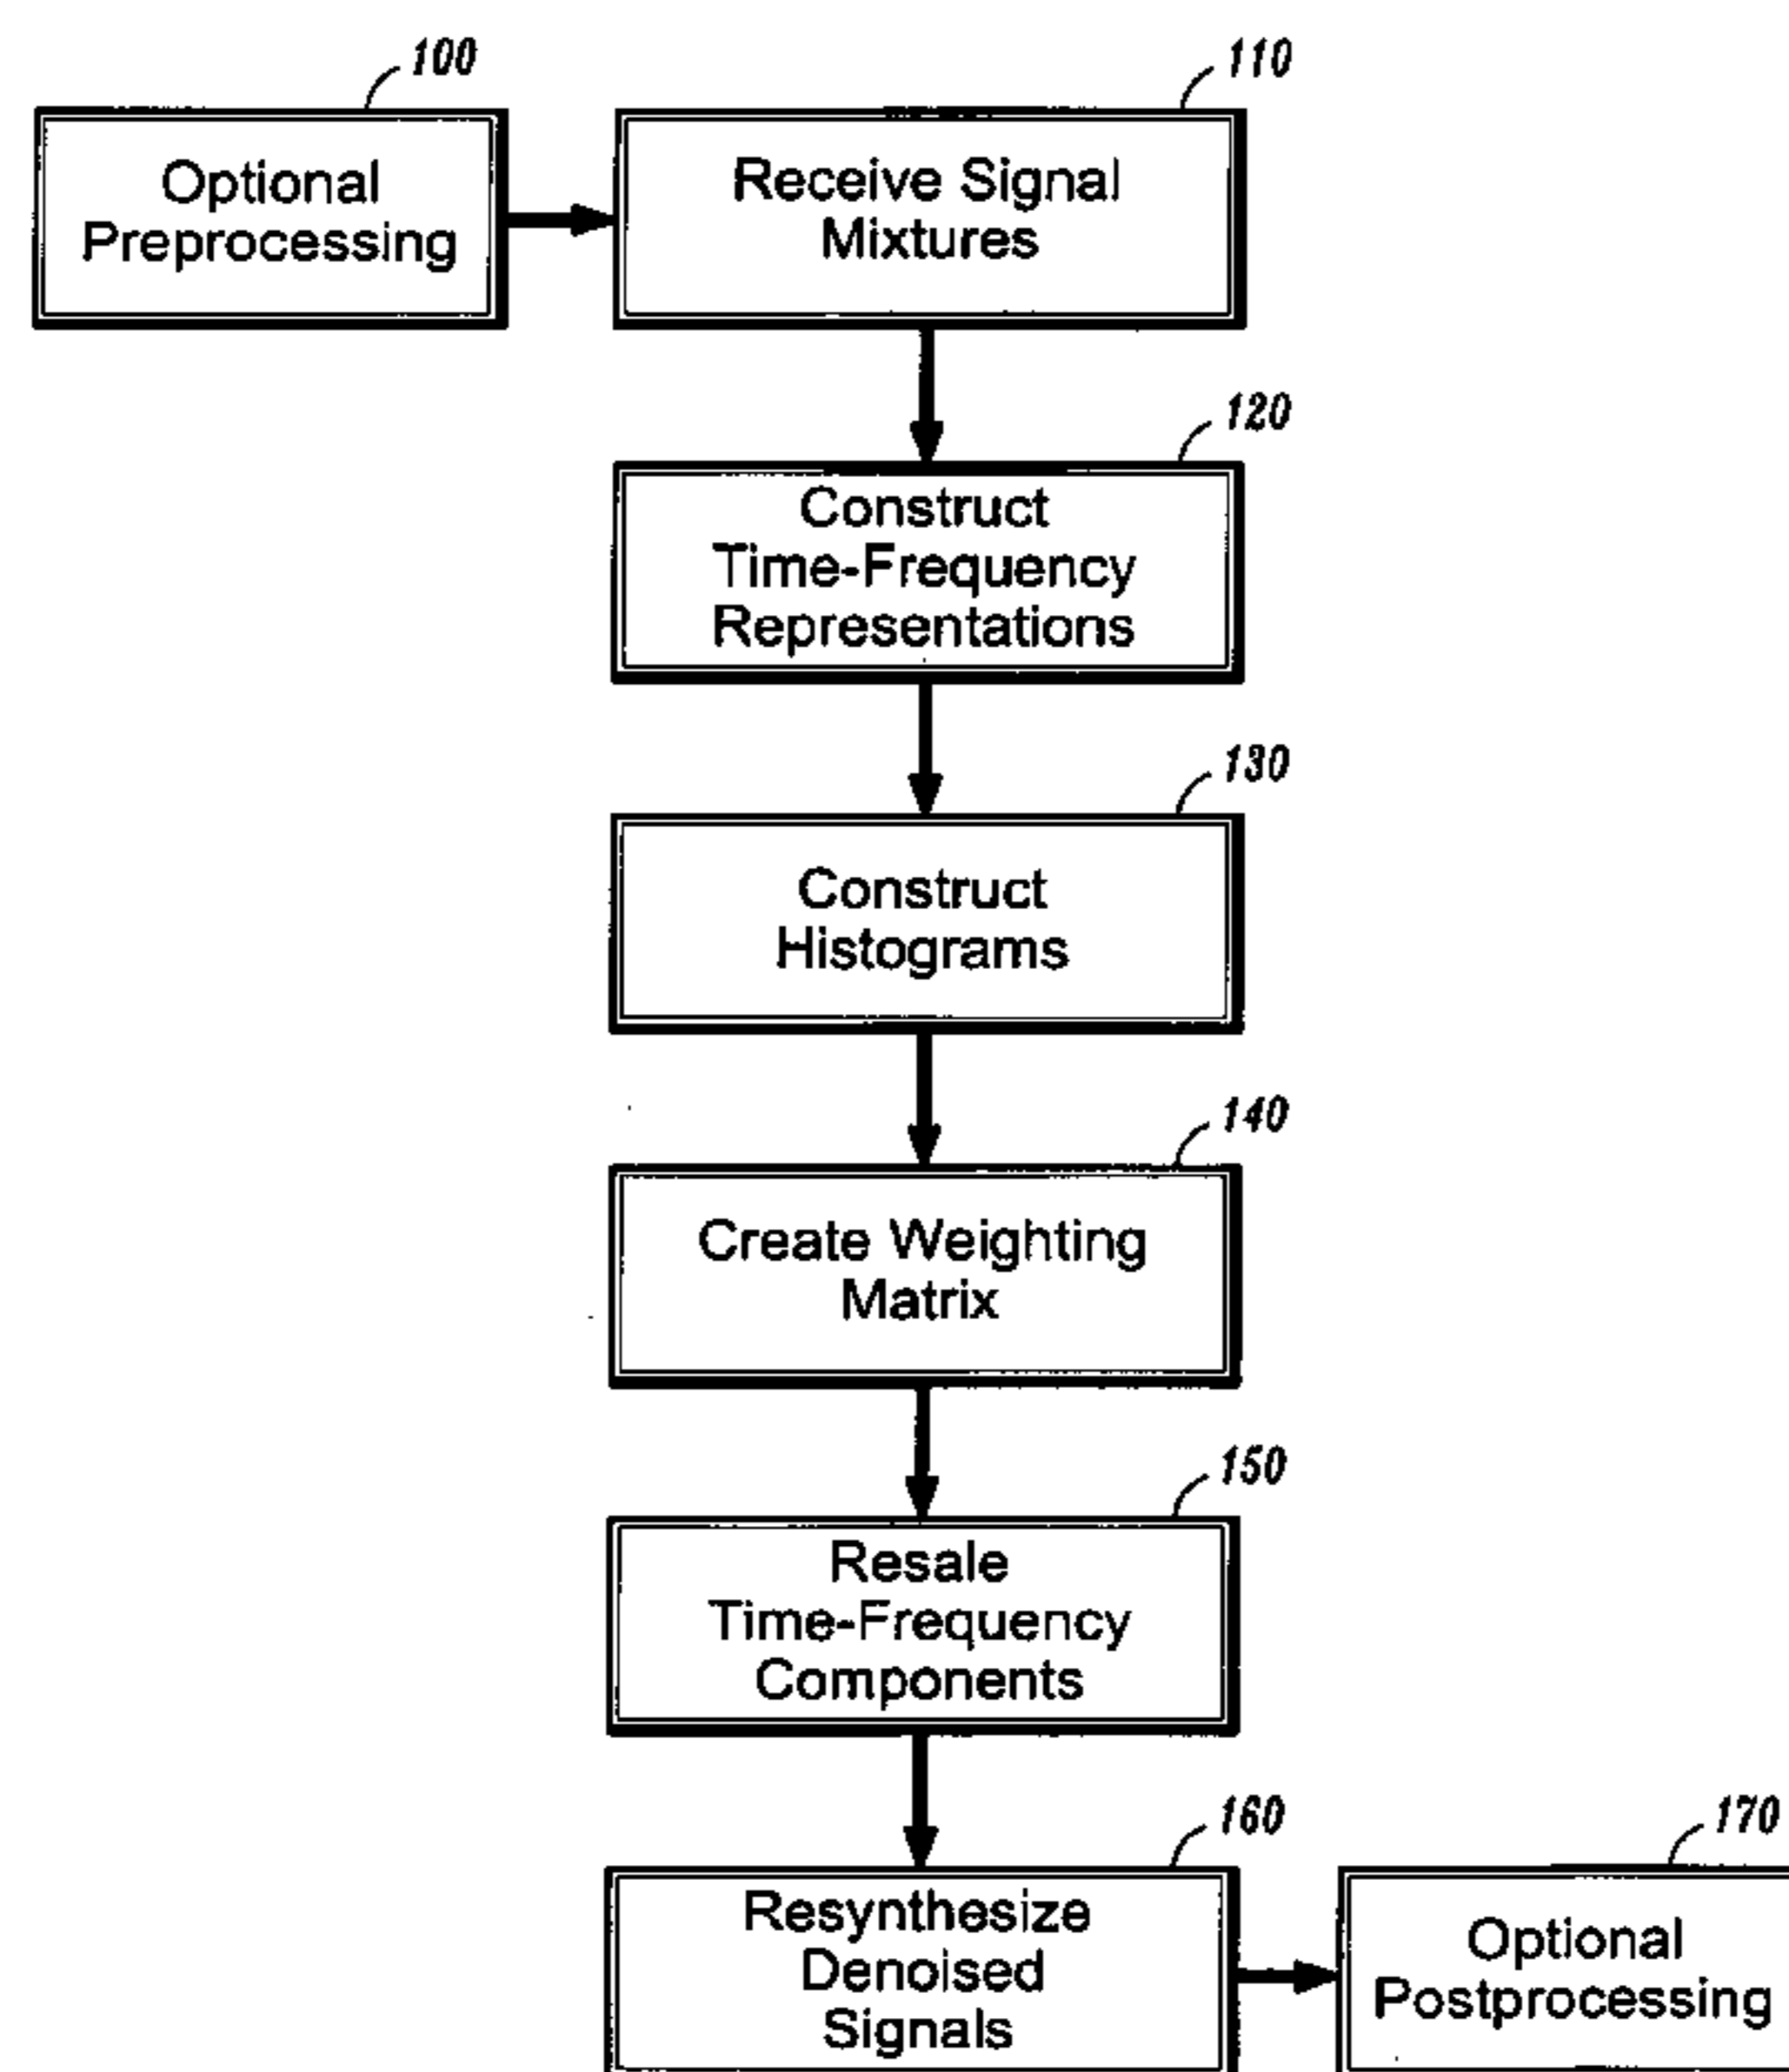 100
Optional
Preprocessing
110
Receive Signal
Mixtures
120
Construct
Time-Frequency
Representations
130
Construct
Histograms
140
Create Weighting
Matrix
150
Resale
Time-Frequency
Components
160
Resynthesize
Denoised
Signals
170
Optional
Postprocessing